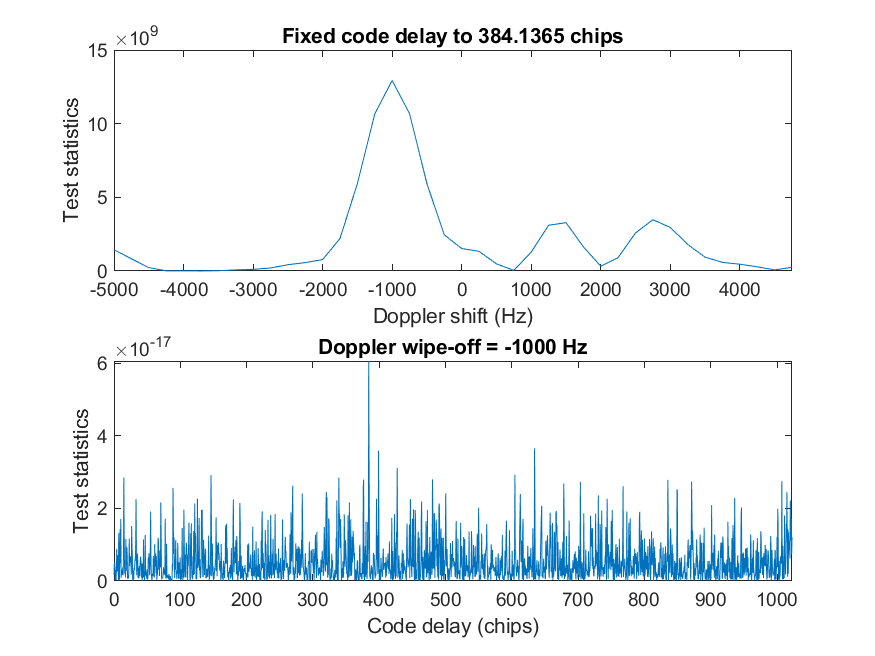 ×10^9
Fixed code delay to 384.1365 chips
15
10
5
0
Test statistics
-5000 -4000 -3000 -2000 -1000 0 1000 2000 3000 4000
Doppler shift (Hz)
×10^-17
Doppler wipe-off = -1000 Hz
6
4
2
0
Test statistics
0 100 200 300 400 500 600 700 800 900 1000
Code delay (chips)